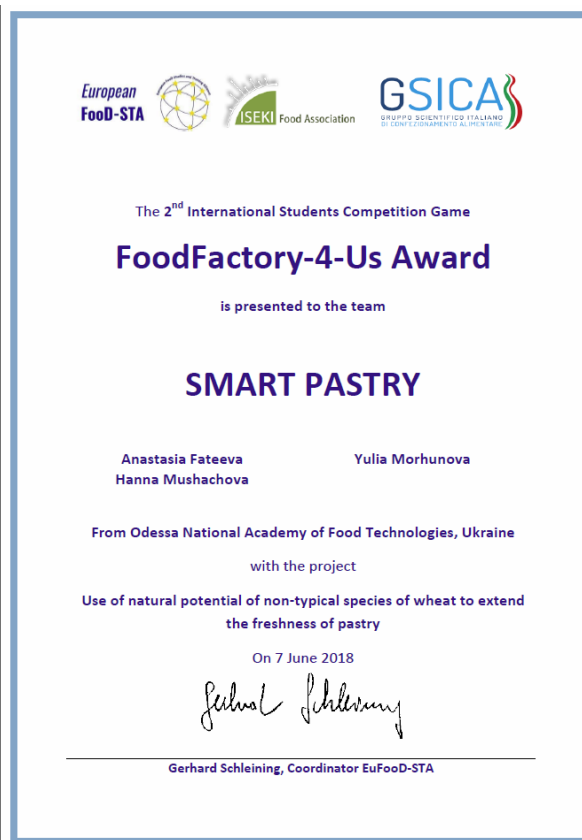 European
FooD-STA
ISEKI Food Association
GSICA
GRUPPO SCIENTIFICO ITALIANO
DI CONFEZIONAMENTO ALIMENTARE
The 2nd International Students Competition Game
FoodFactory-4-Us Award
is presented to the team
SMART PASTRY
Anastasia Fateeva Yulia Morhunova
Hanna Mushachova
From Odessa National Academy of Food Technologies, Ukraine
with the project
Use of natural potential of non-typical species of wheat to extend
the freshness of pastry
On 7 June 2018
Gerhard Schleining
Gerhard Schleining, Coordinator EuFooD-STA